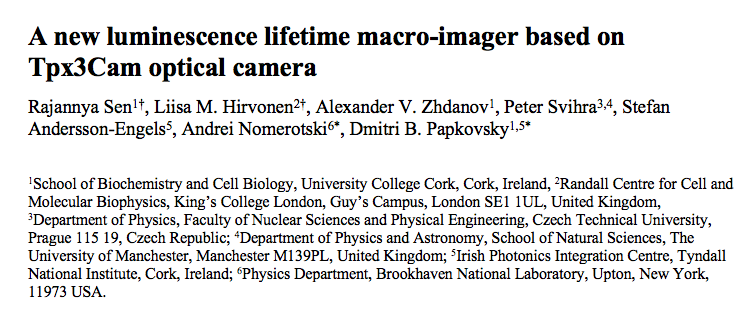 A new luminescence lifetime macro-imager based on
Tpx3Cam optical camera
Rajannya Sen¹†, Liisa M. Hirvonen²†, Alexander V. Zhdanov¹, Peter Svihra³,⁴, Stefan
Andersson-Engels⁵, Andrei Nomerotski⁶*, Dmitri B. Papkovsky¹,⁵*
¹School of Biochemistry and Cell Biology, University College Cork, Cork, Ireland, ²Randall Centre for Cell and
Molecular Biophysics, King's College London, Guy's Campus, London SE1 1UL, United Kingdom,
³Department of Physics, Faculty of Nuclear Sciences and Physical Engineering, Czech Technical University,
Prague 115 19, Czech Republic; ⁴Department of Physics and Astronomy, School of Natural Sciences, The
University of Manchester, Manchester M139PL, United Kingdom; ⁵Irish Photonics Integration Centre, Tyndall
National Institute, Cork, Ireland; ⁶Physics Department, Brookhaven National Laboratory, Upton, New York,
11973 USA.